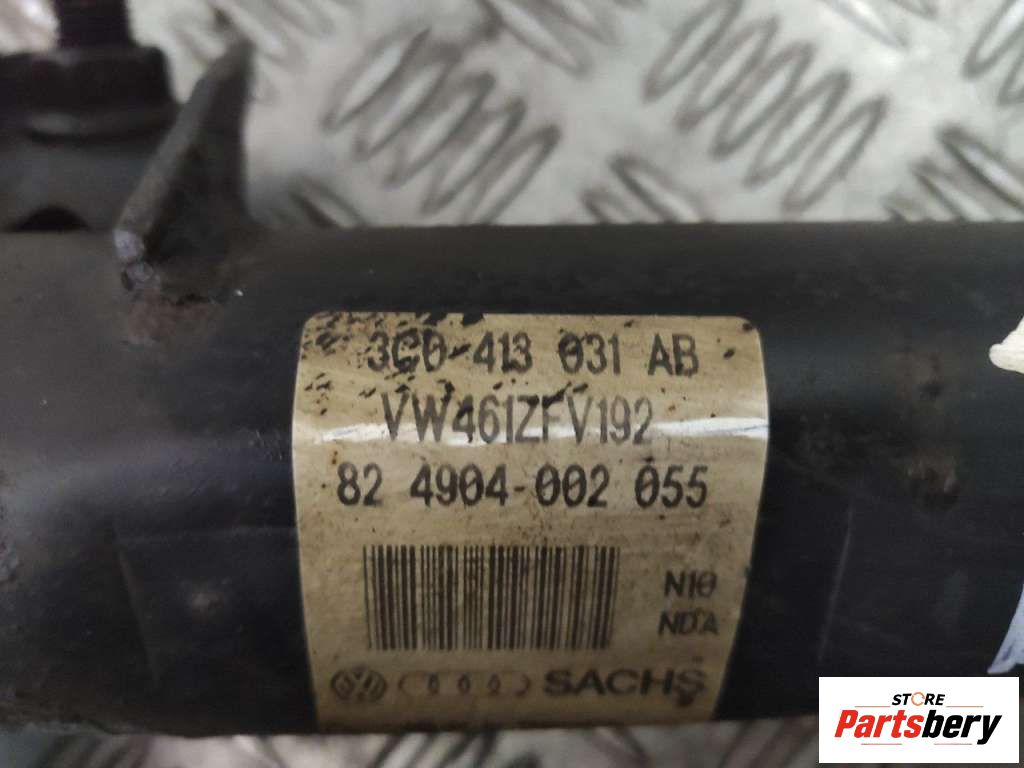 3C0 413 031 AB
VW461ZFV192
82 4904 002 055
N10
NDA
SACHS
STORE
Partsbery